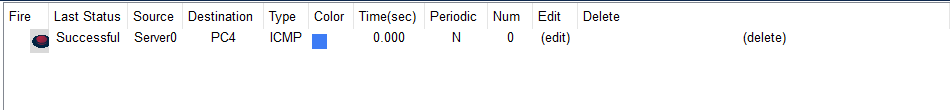 Fire Last Status Source Destination Type Color Time(sec) Periodic Num Edit Delete
Successful Server0 PC4 ICMP 0.000 N 0 (edit) (delete)